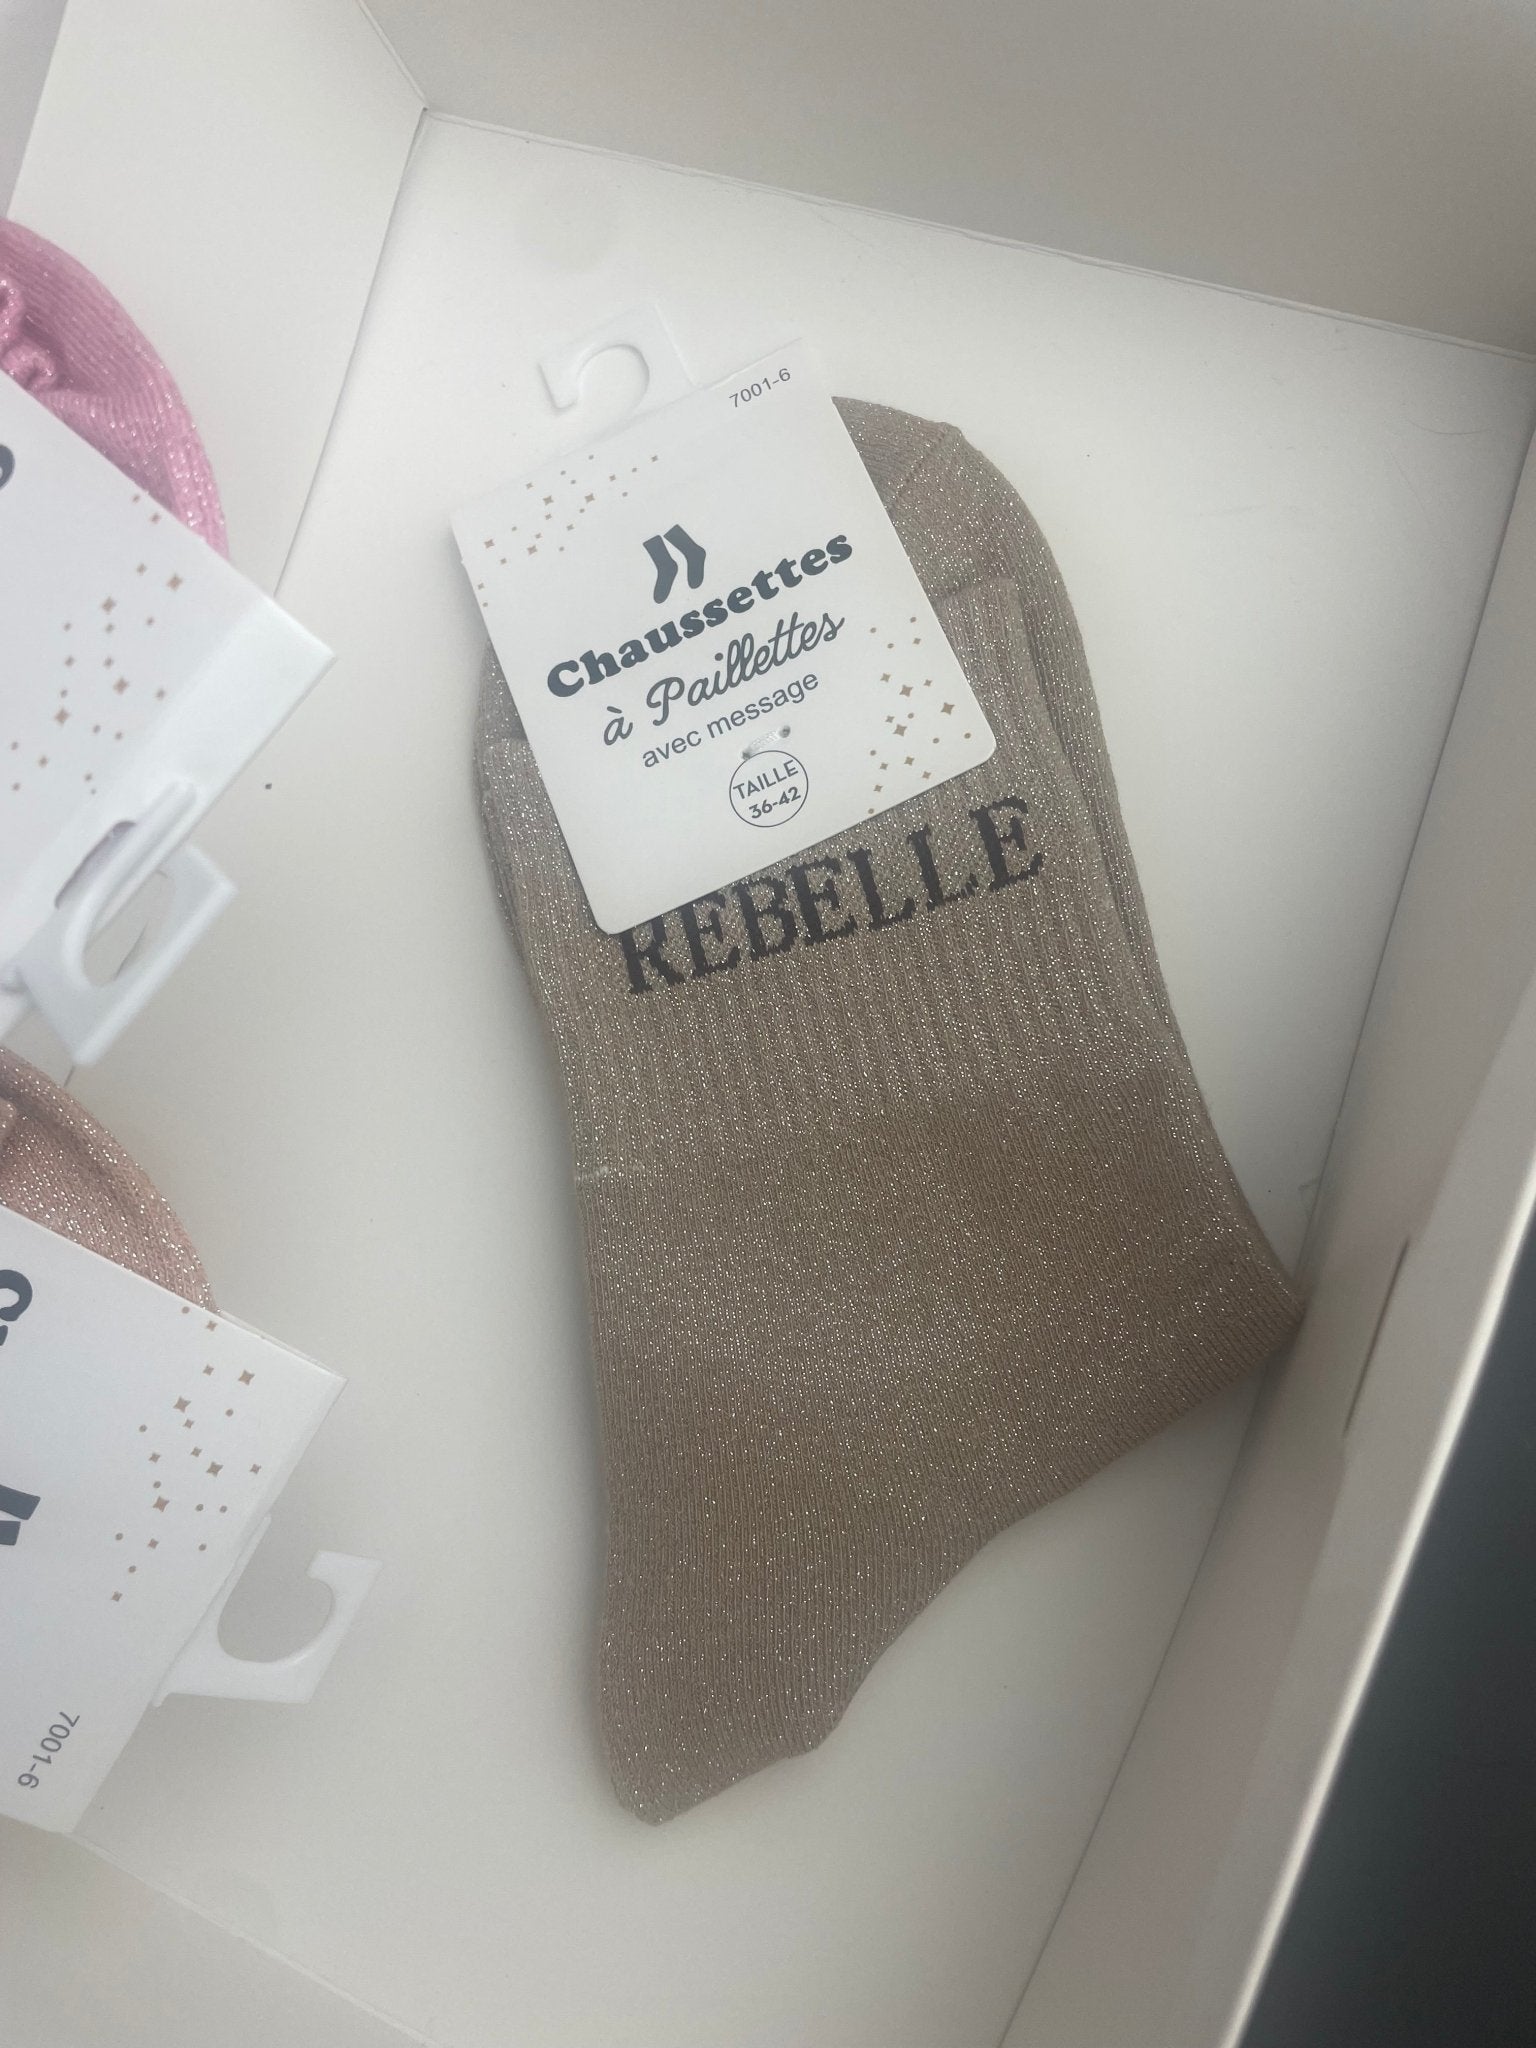 7001-6
Chaussettes
à Paillettes
avec message
TAILLE
36-42
REBELLE
7001-6